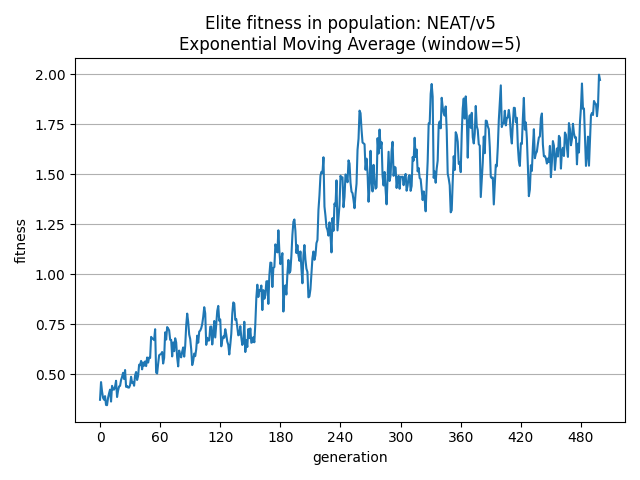 Elite fitness in population: NEAT/v5
Exponential Moving Average (window=5)
2.00
1.75
1.50
1.25
1.00
0.75
0.50
fitness
0 60 120 180 240 300 360 420 480
generation